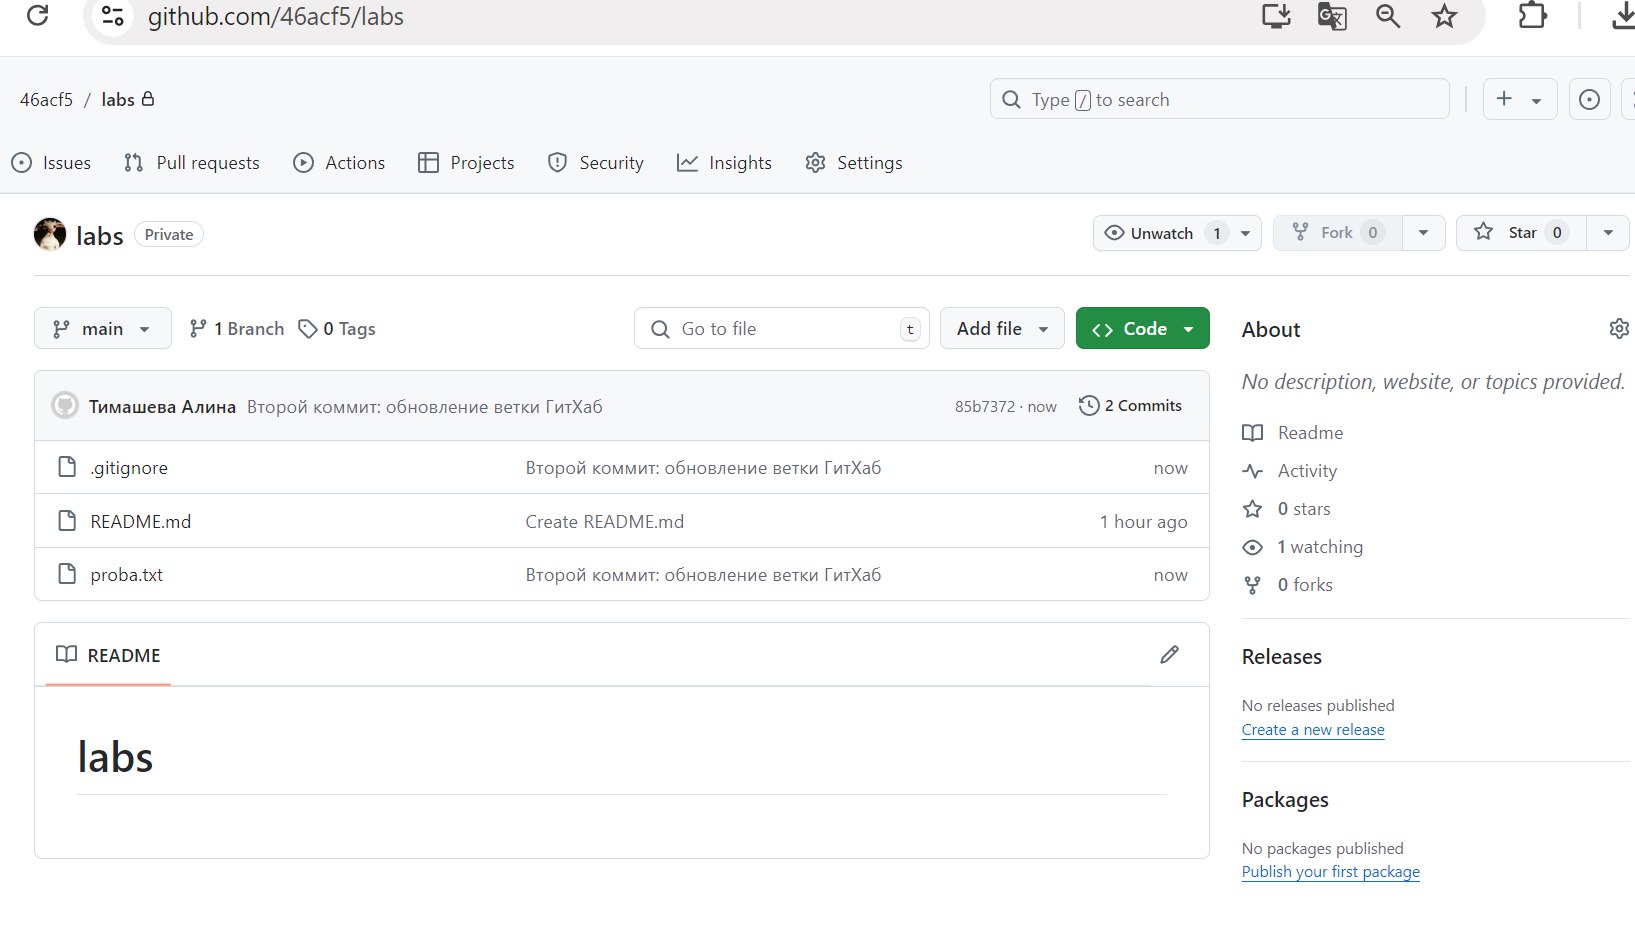 github.com/46acf5/labs
46acf5 / labs
Type / to search
Issues Pull requests Actions Projects Security Insights Settings
labs Private
Unwatch 1 Fork 0 Star 0
main 1 Branch 0 Tags
Go to file t Add file Code
Тимашева Алина Второй коммит: обновление ветки ГитХаб 85b7372 · now 2 Commits
.gitignore Второй коммит: обновление ветки ГитХаб now
README.md Create README.md 1 hour ago
proba.txt Второй коммит: обновление ветки ГитХаб now
README
labs
About
No description, website, or topics provided.
Readme
Activity
0 stars
1 watching
0 forks
Releases
No releases published
Create a new release
Packages
No packages published
Publish your first package